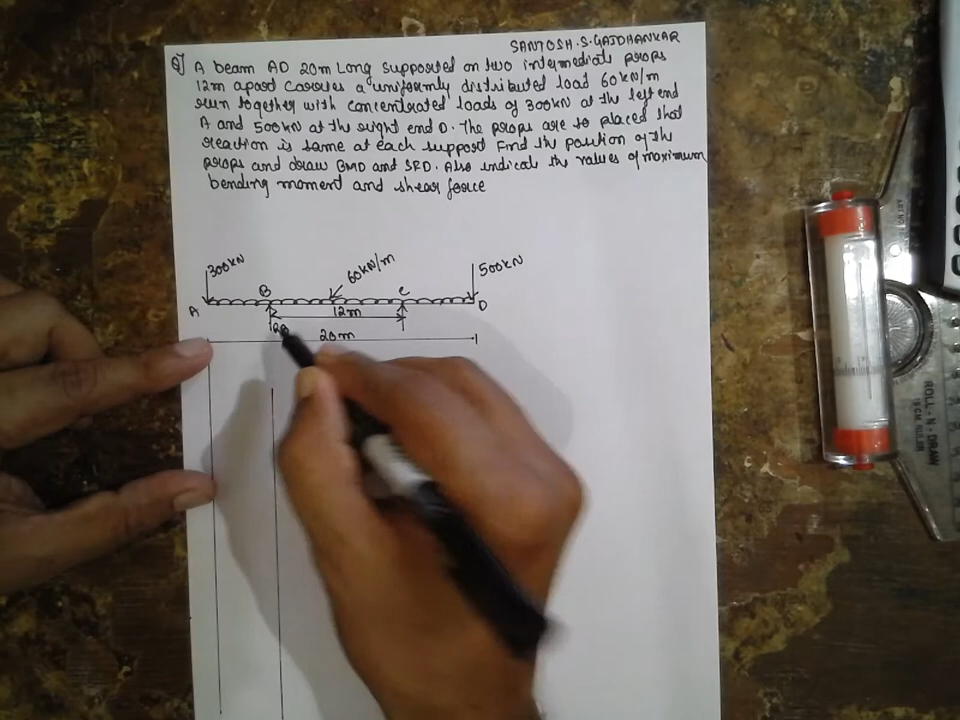 SANTOSH.S.GAJDHANKAR
Q] A beam AD 20m Long supported on two intermediate props
12m apart carries a uniformly distributed load 60kN/m
run together with concentrated loads of 300kN at the left end
A and 500kN at the right end D. The props are so placed that
reaction is same at each support Find the position of the
props and draw BMD and SFD. Also indicate the values of maximum
bending moment and shear force
300kN
60kN/m
500kN
A
B
C
D
12m
20m
ROLL-N-DRAW
15CM RULER